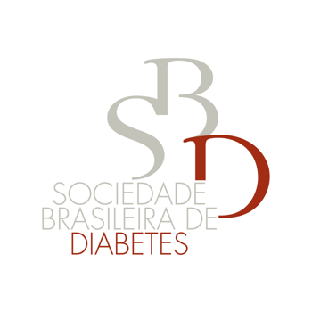 SBD
SOCIEDADE
BRASILEIRA DE
DIABETES